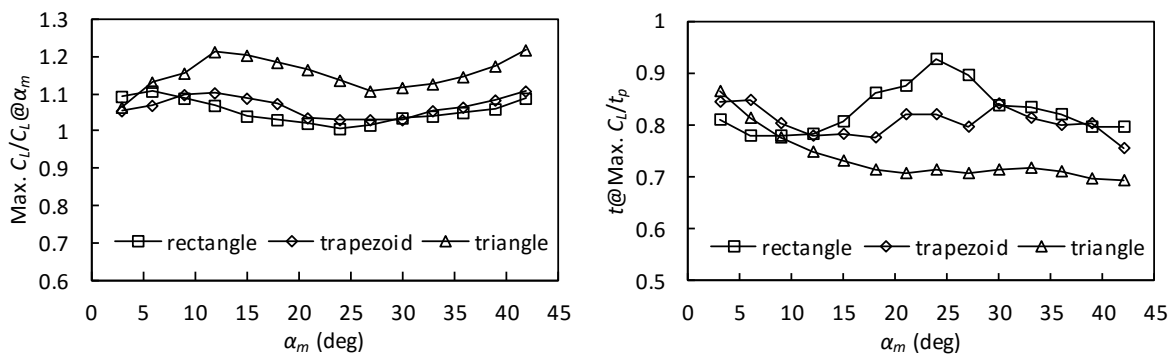 Max. C_L/C_L@α_m
1.3
1.2
1.1
1
0.9
0.8
0.7
0.6
rectangle trapezoid triangle
0 5 10 15 20 25 30 35 40 45
α_m (deg)
t@Max. C_L/t_p
1
0.9
0.8
0.7
0.6
0.5
rectangle trapezoid triangle
0 5 10 15 20 25 30 35 40 45
α_m (deg)